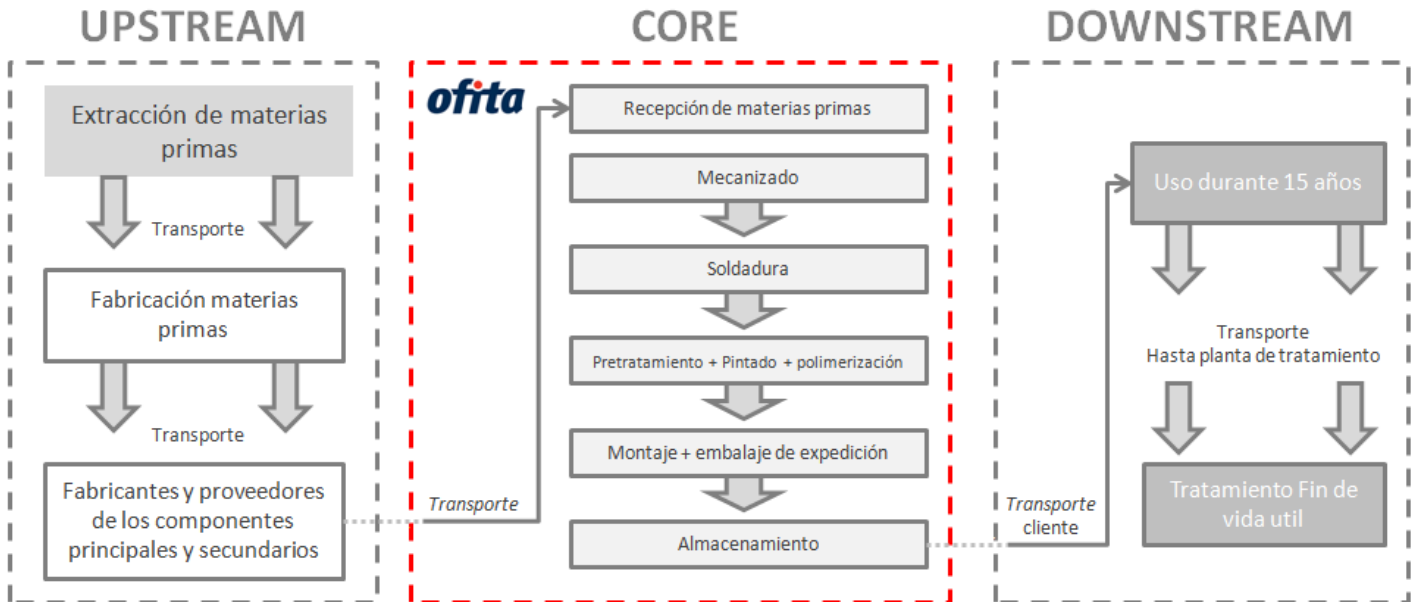 UPSTREAM
Extracción de materias
primas
Transporte
Fabricación materias
primas
Transporte
Fabricantes y proveedores
de los componentes
principales y secundarios
CORE
ofita
Transporte
Recepción de materias primas
Mecanizado
Soldadura
Pretratamiento + Pintado + polimerización
Montaje + embalaje de expedición
Almacenamiento
DOWNSTREAM
Transporte
cliente
Uso durante 15 años
Transporte
Hasta planta de tratamiento
Tratamiento Fin de
vida util